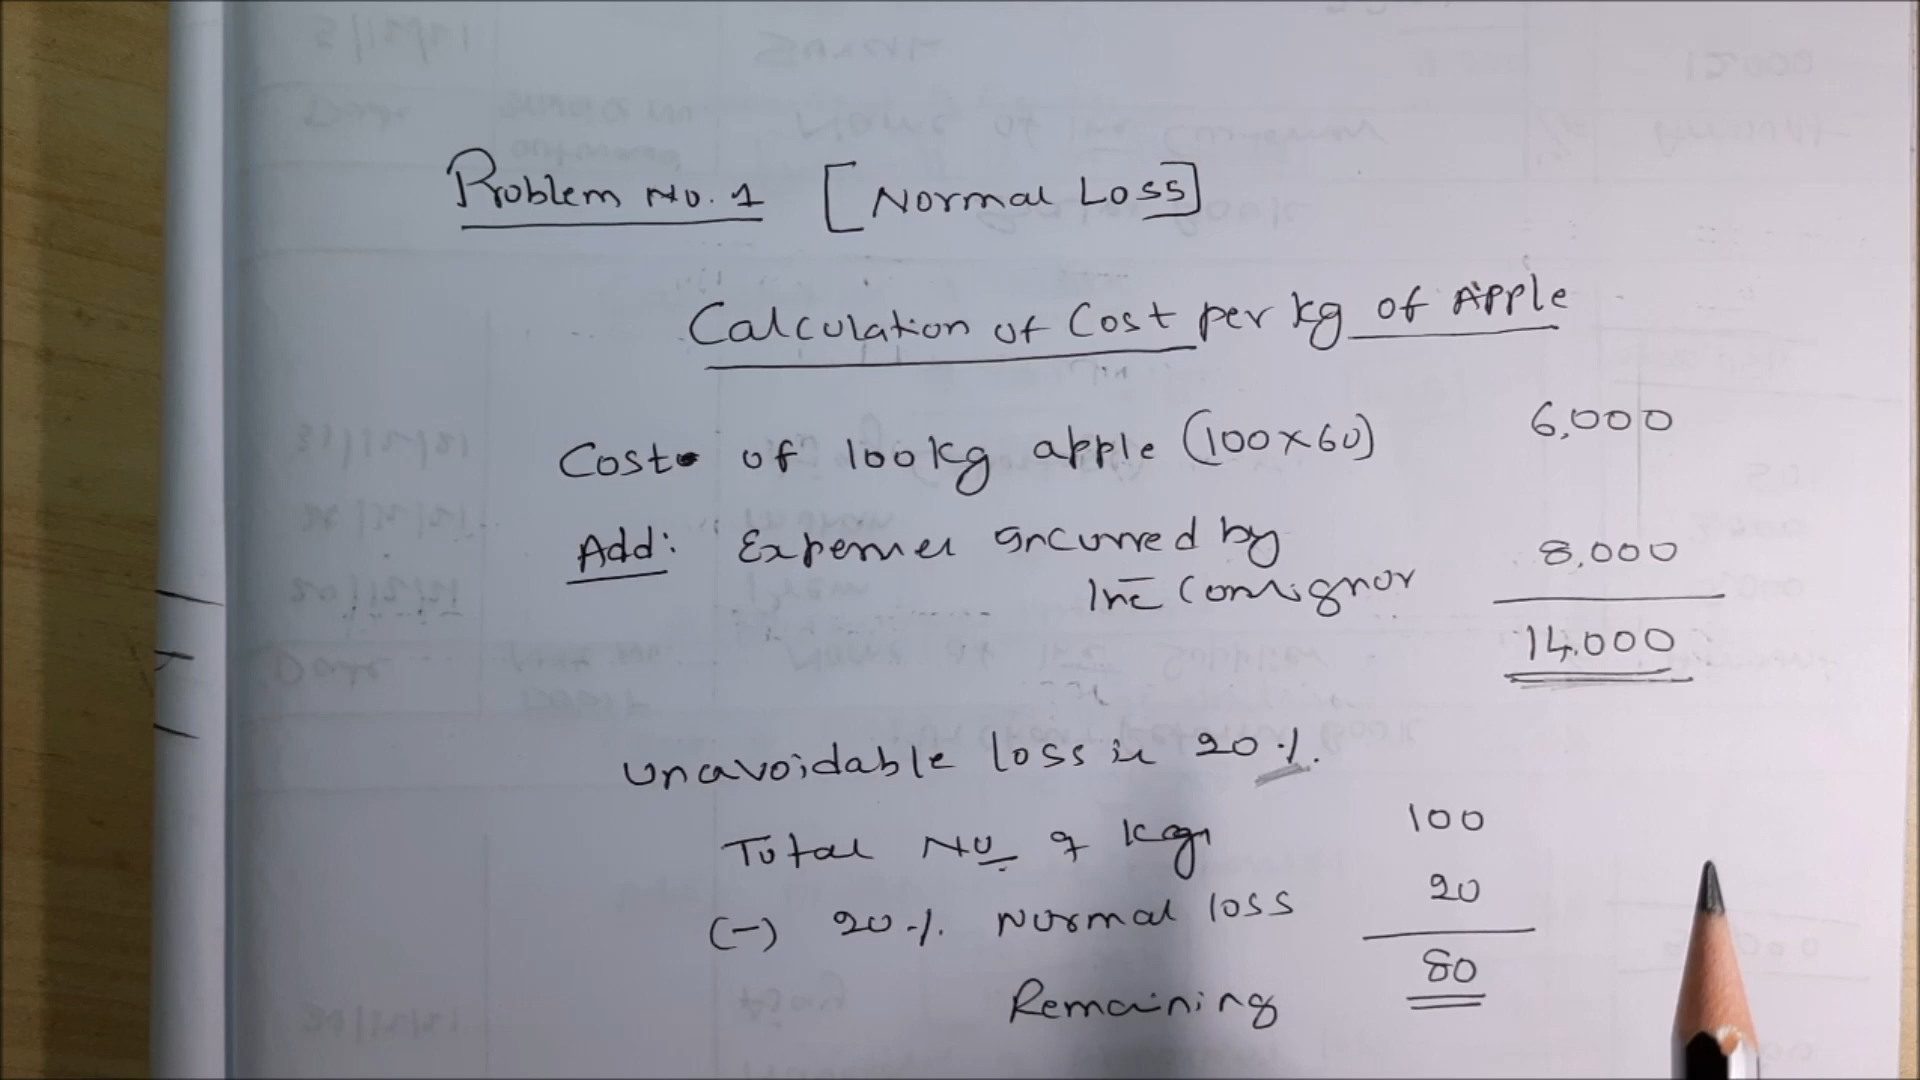 Problem No. 1 [Normal Loss]
Calculation of Cost per kg of Apple
Cost of 100kg apple (100×60) 6,000
Add: Expenses incurred by
the Consignor 8,000
14,000
Unavoidable loss is 20%.
Total No of kgs 100
(-) 20%. Normal loss 20
Remaining 80